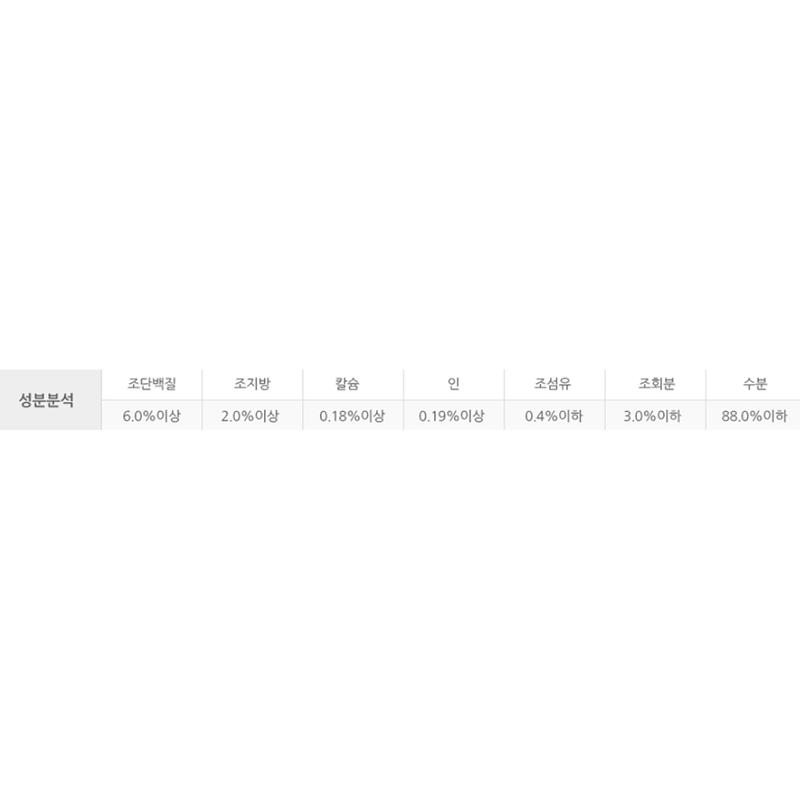 성분분석
조단백질 조지방 칼슘 인 조섬유 조회분 수분
6.0%이상 2.0%이상 0.18%이상 0.19%이상 0.4%이하 3.0%이하 88.0%이하